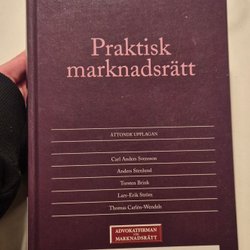 Praktisk
marknadsrätt
ÅTTONDE UPPLAGAN
Carl Anders Svensson
Anders Stenlund
Torsten Brink
Lars-Erik Ström
Thomas Carlén-Wendels
ADVOKATFIRMAN
MARKNADSRÄTT